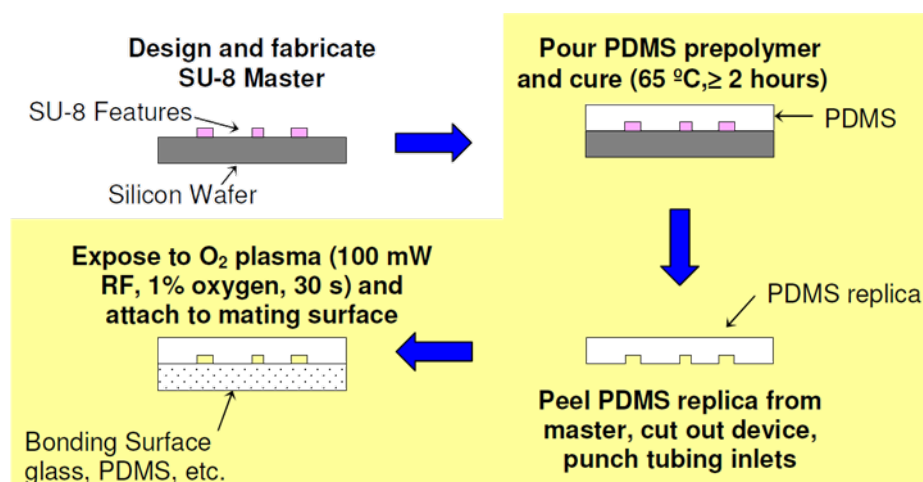 Design and fabricate
SU-8 Master
SU-8 Features
Silicon Wafer
Pour PDMS prepolymer
and cure (65 ºC,≥ 2 hours)
PDMS
PDMS replica
Peel PDMS replica from
master, cut out device,
punch tubing inlets
Expose to O₂ plasma (100 mW
RF, 1% oxygen, 30 s) and
attach to mating surface
Bonding Surface
glass, PDMS, etc.